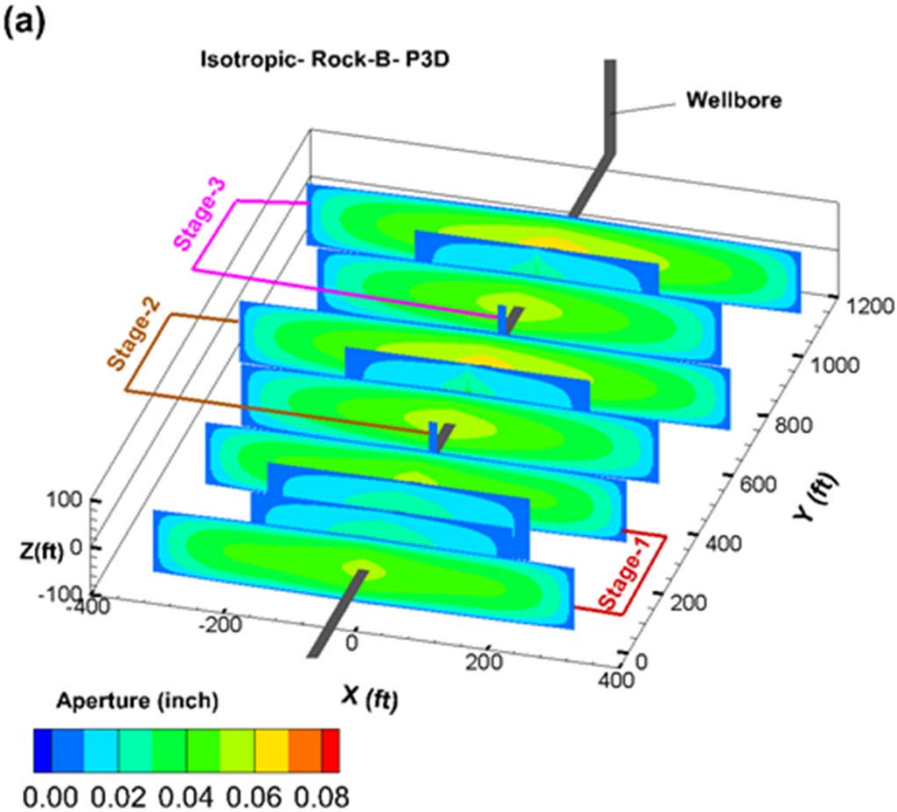 (a)
Isotropic- Rock-B- P3D
Wellbore
Stage-3
Stage-2
Stage-1
100
Z(ft) 0
-100
-400
-200
0
200
400
X (ft)
0
200
400
600
800
1000
1200
Y (ft)
Aperture (inch)
0.00 0.02 0.04 0.06 0.08